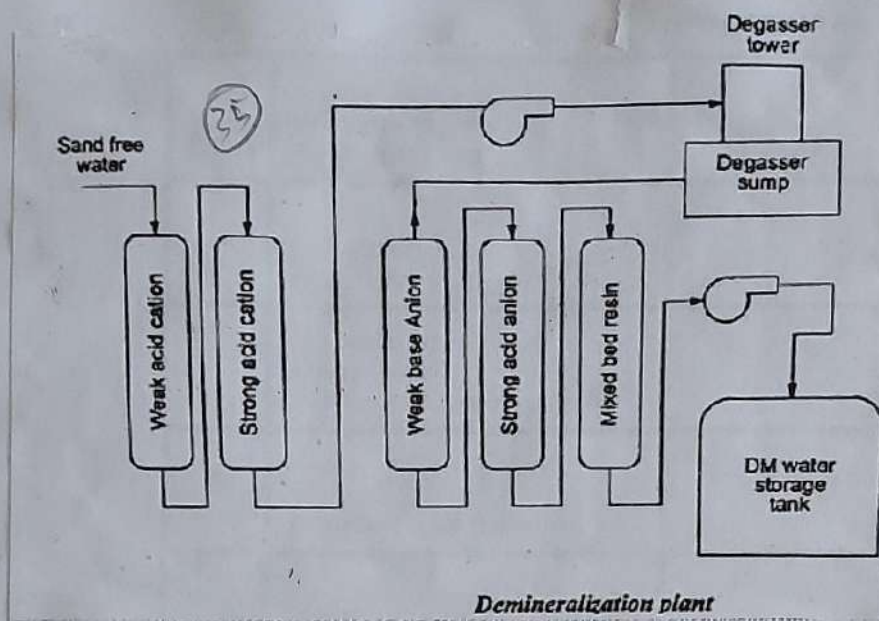 Degasser
tower
35
Sand free
water
Degasser
sump
Weak acid cation
Strong acid cation
Weak base Anion
Strong acid anion
Mixed bed resin
DM water
storage
tank
Demineralization plant